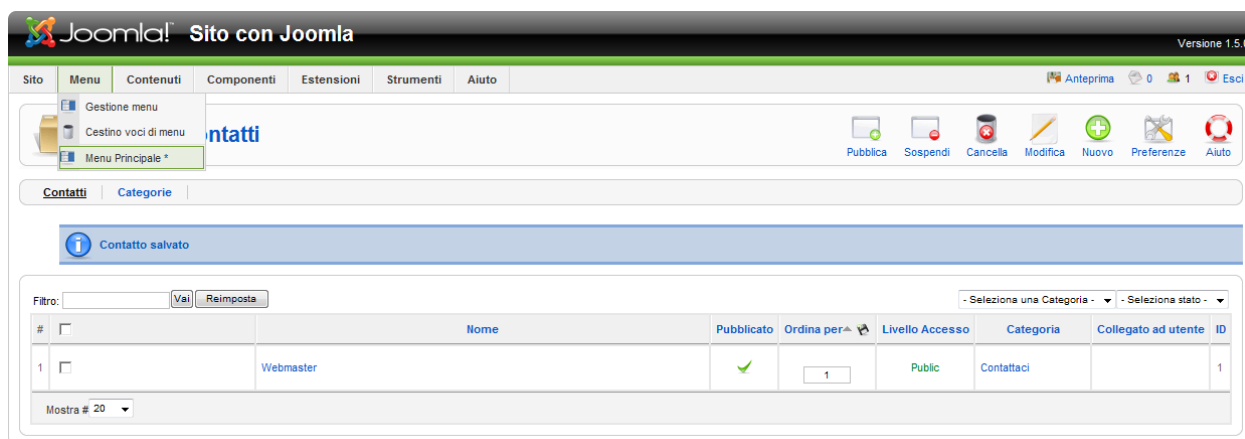 Joomla! Sito con Joomla
Versione 1.5.
Sito Menu Contenuti Componenti Estensioni Strumenti Aiuto Anteprima 0 1 Esci
Gestione menu
Cestino voci di menu
Menu Principale *
ntatti
Pubblica Sospendi Cancella Modifica Nuovo Preferenze Aiuto
Contatti Categorie
Contatto salvato
Filtro: Vai Reimposta - Seleziona una Categoria - - Seleziona stato -
# Nome Pubblicato Ordina per Livello Accesso Categoria Collegato ad utente ID
1 Webmaster 1 Public Contattaci 1
Mostra # 20